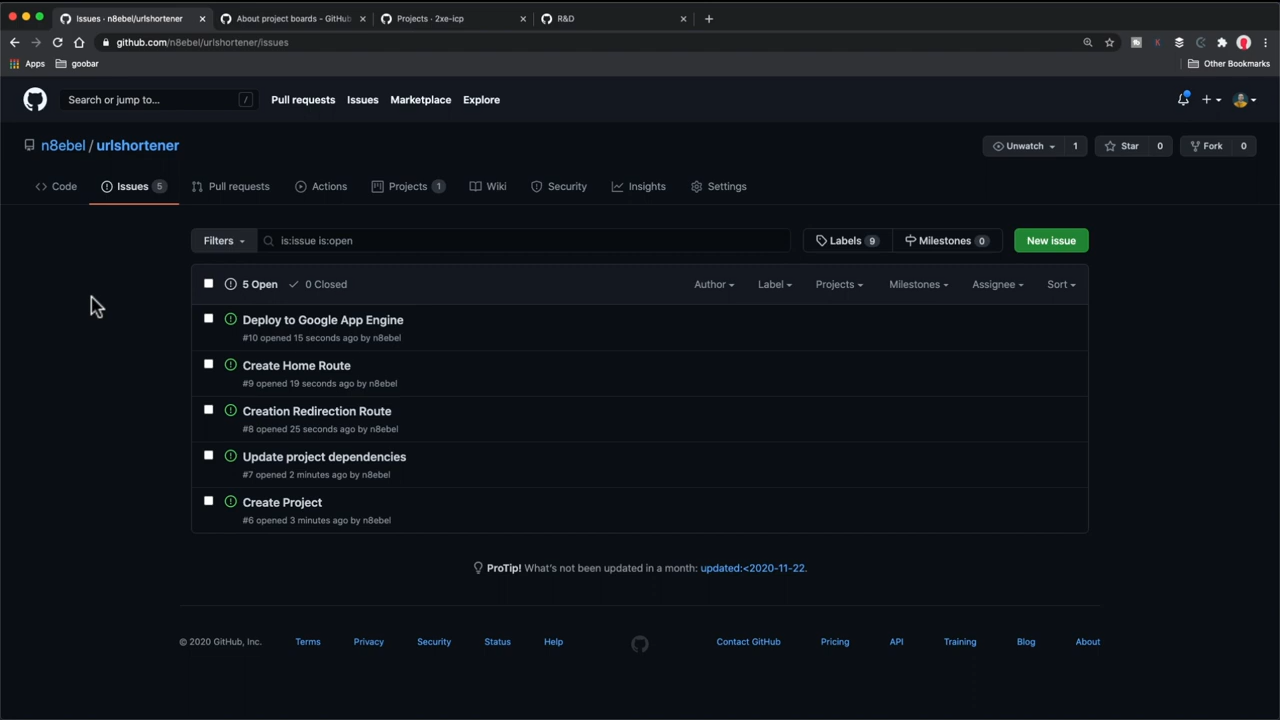 Issues · n8ebel/urlshortener
About project boards - GitHub
Projects · 2xe-icp
R&D
github.com/n8ebel/urlshortener/issues
Apps
goobar
Other Bookmarks
Search or jump to...
/
Pull requests
Issues
Marketplace
Explore
n8ebel / urlshortener
Unwatch
1
Star
0
Fork
0
Code
Issues 5
Pull requests
Actions
Projects 1
Wiki
Security
Insights
Settings
Filters
is:issue is:open
Labels 9
Milestones 0
New issue
5 Open
0 Closed
Author
Label
Projects
Milestones
Assignee
Sort
Deploy to Google App Engine
#10 opened 15 seconds ago by n8ebel
Create Home Route
#9 opened 19 seconds ago by n8ebel
Creation Redirection Route
#8 opened 25 seconds ago by n8ebel
Update project dependencies
#7 opened 2 minutes ago by n8ebel
Create Project
#6 opened 3 minutes ago by n8ebel
ProTip! What's not been updated in a month: updated:<2020-11-22.
© 2020 GitHub, Inc.
Terms
Privacy
Security
Status
Help
Contact GitHub
Pricing
API
Training
Blog
About